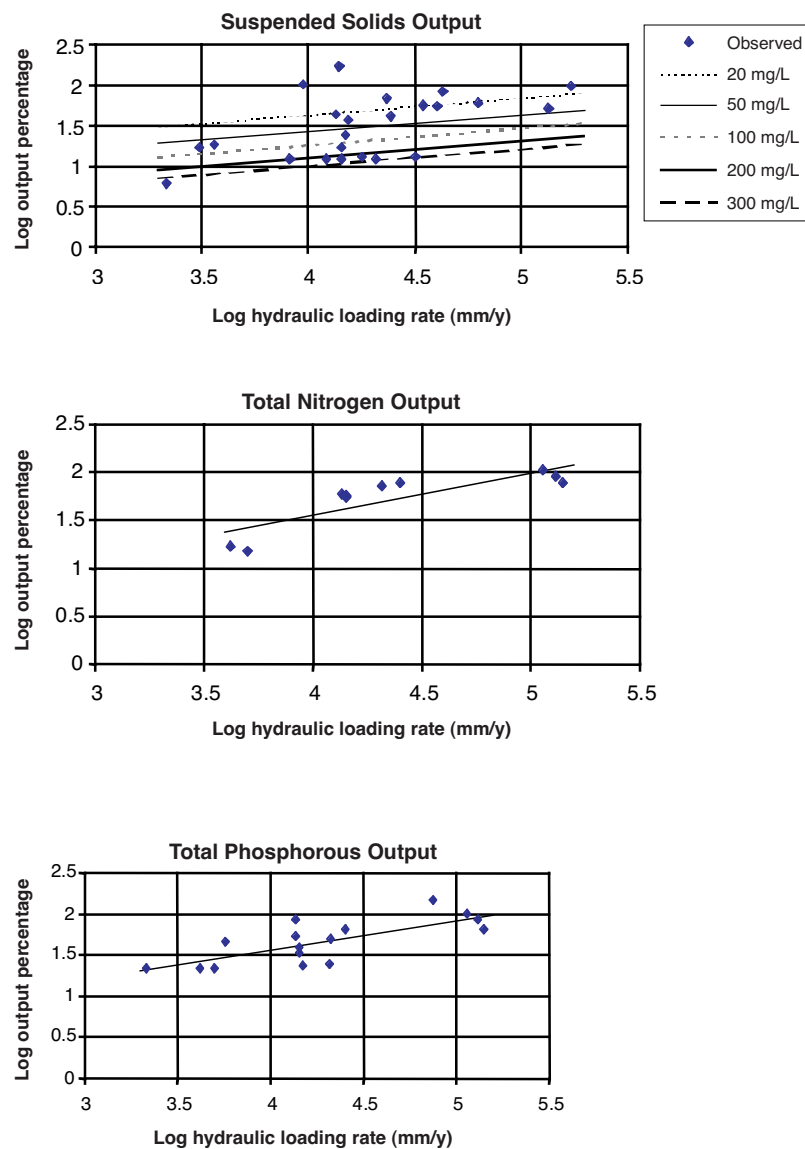 Suspended Solids Output
Log output percentage
2.5
2
1.5
1
0.5
0
3
3.5
4
4.5
5
5.5
Log hydraulic loading rate (mm/y)
Observed
20 mg/L
50 mg/L
100 mg/L
200 mg/L
300 mg/L
Total Nitrogen Output
Log output percentage
2.5
2
1.5
1
0.5
0
3
3.5
4
4.5
5
5.5
Log hydraulic loading rate (mm/y)
Total Phosphorous Output
Log output percentage
2.5
2
1.5
1
0.5
0
3
3.5
4
4.5
5
5.5
Log hydraulic loading rate (mm/y)